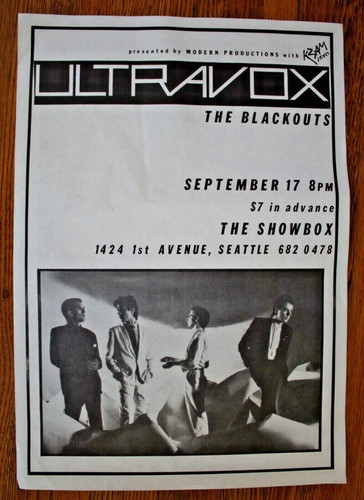 presented by MODERN PRODUCTIONS with KZAM
ULTRAVOX
THE BLACKOUTS
SEPTEMBER 17 8PM
$7 in advance
THE SHOWBOX
1424 1st AVENUE, SEATTLE 682 0478